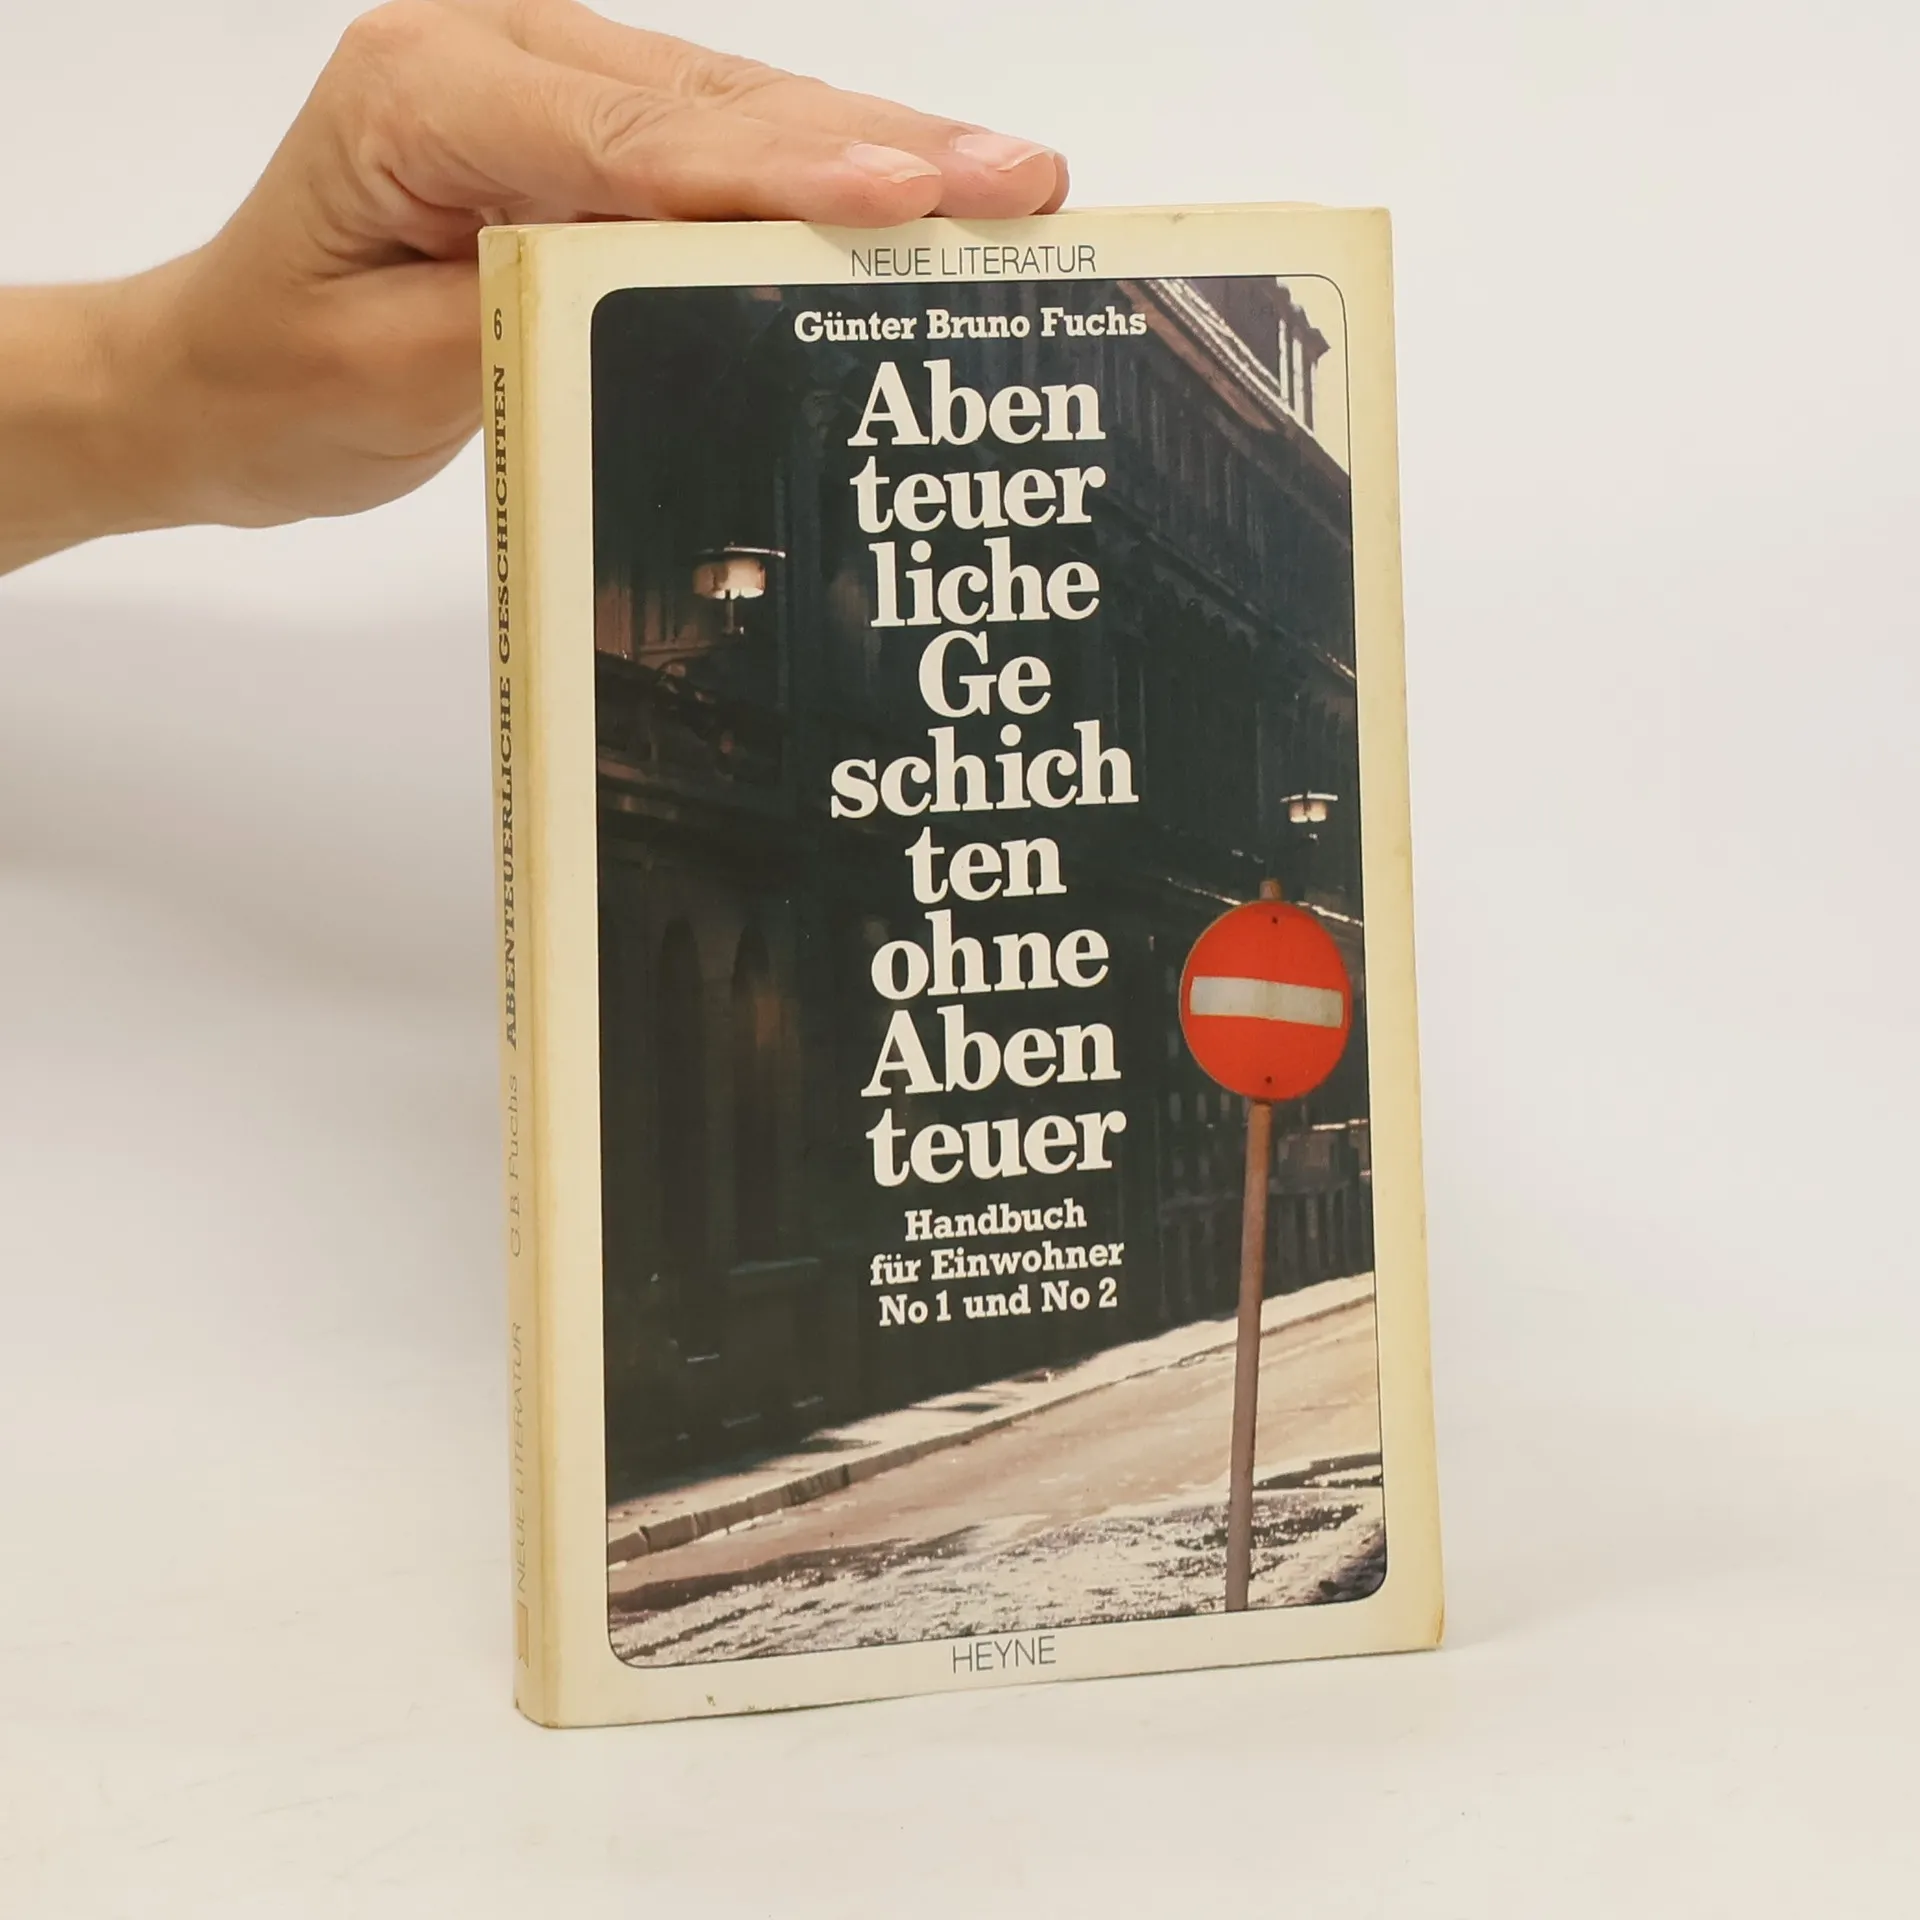 NEUE LITERATUR
Günter Bruno Fuchs
Aben
teuer
liche
Ge
schich
ten
ohne
Aben
teuer
Handbuch
für Einwohner
No 1 und No 2
HEYNE
NEUE LITERATUR G.B. Fuchs ABENTEUERLICHE GESCHICHTEN 6